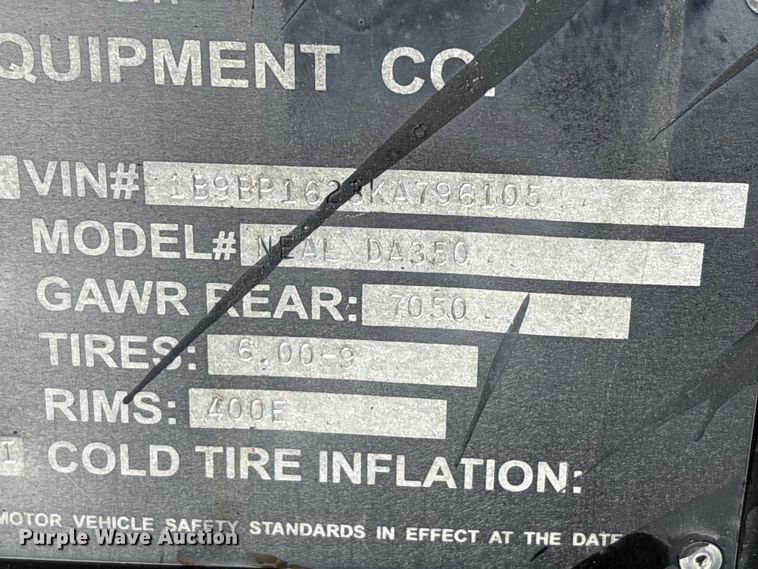 QUIPMENT CO.
VIN# 1B9BP1623KA796105
MODEL# NEAL DA350
GAWR REAR: 7050
TIRES: 6.00-9
RIMS: 400E
1 COLD TIRE INFLATION:
MOTOR VEHICLE SAFETY STANDARDS IN EFFECT AT THE DATE
Purple Wave Auction